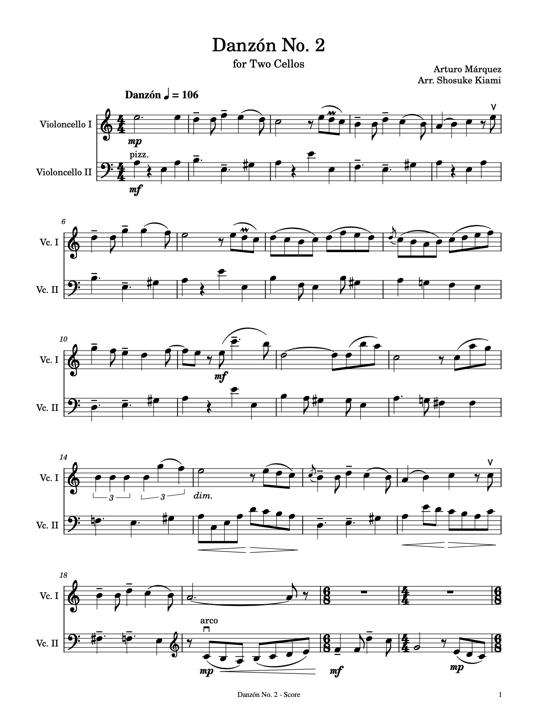 Danzón No. 2
for Two Cellos
Arturo Márquez
Arr. Shosuke Kiami
Danzón ♩ = 106
Violoncello I
mp
pizz.
Violoncello II
mf
6
Vc. I
Vc. II
10
Vc. I
mf
Vc. II
14
Vc. I
3 3 dim.
Vc. II
18
Vc. I
arco
Vc. II
mp mf mp
Danzón No. 2 - Score 1